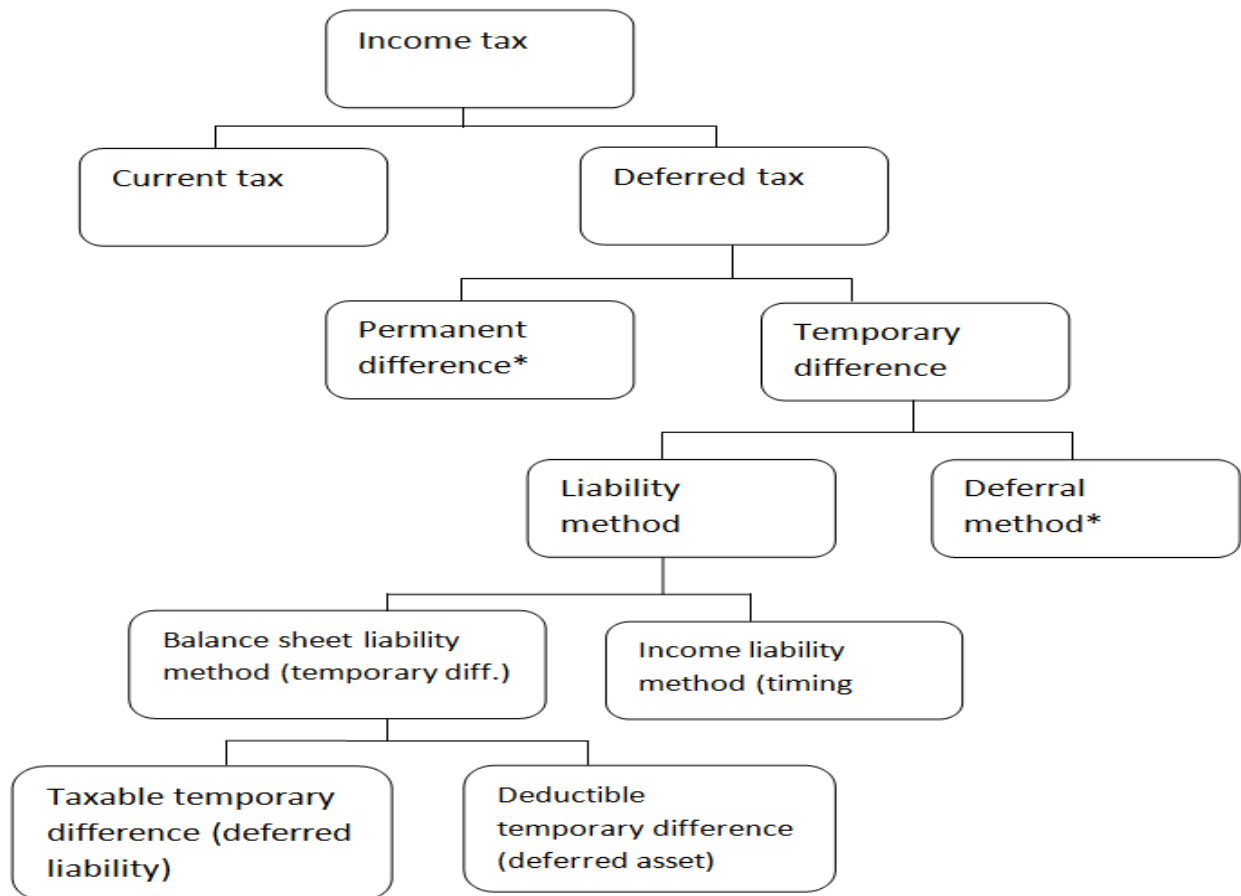 Income tax
Current tax
Deferred tax
Permanent
difference*
Temporary
difference
Liability
method
Deferral
method*
Balance sheet liability
method (temporary diff.)
Income liability
method (timing
Taxable temporary
difference (deferred
liability)
Deductible
temporary difference
(deferred asset)